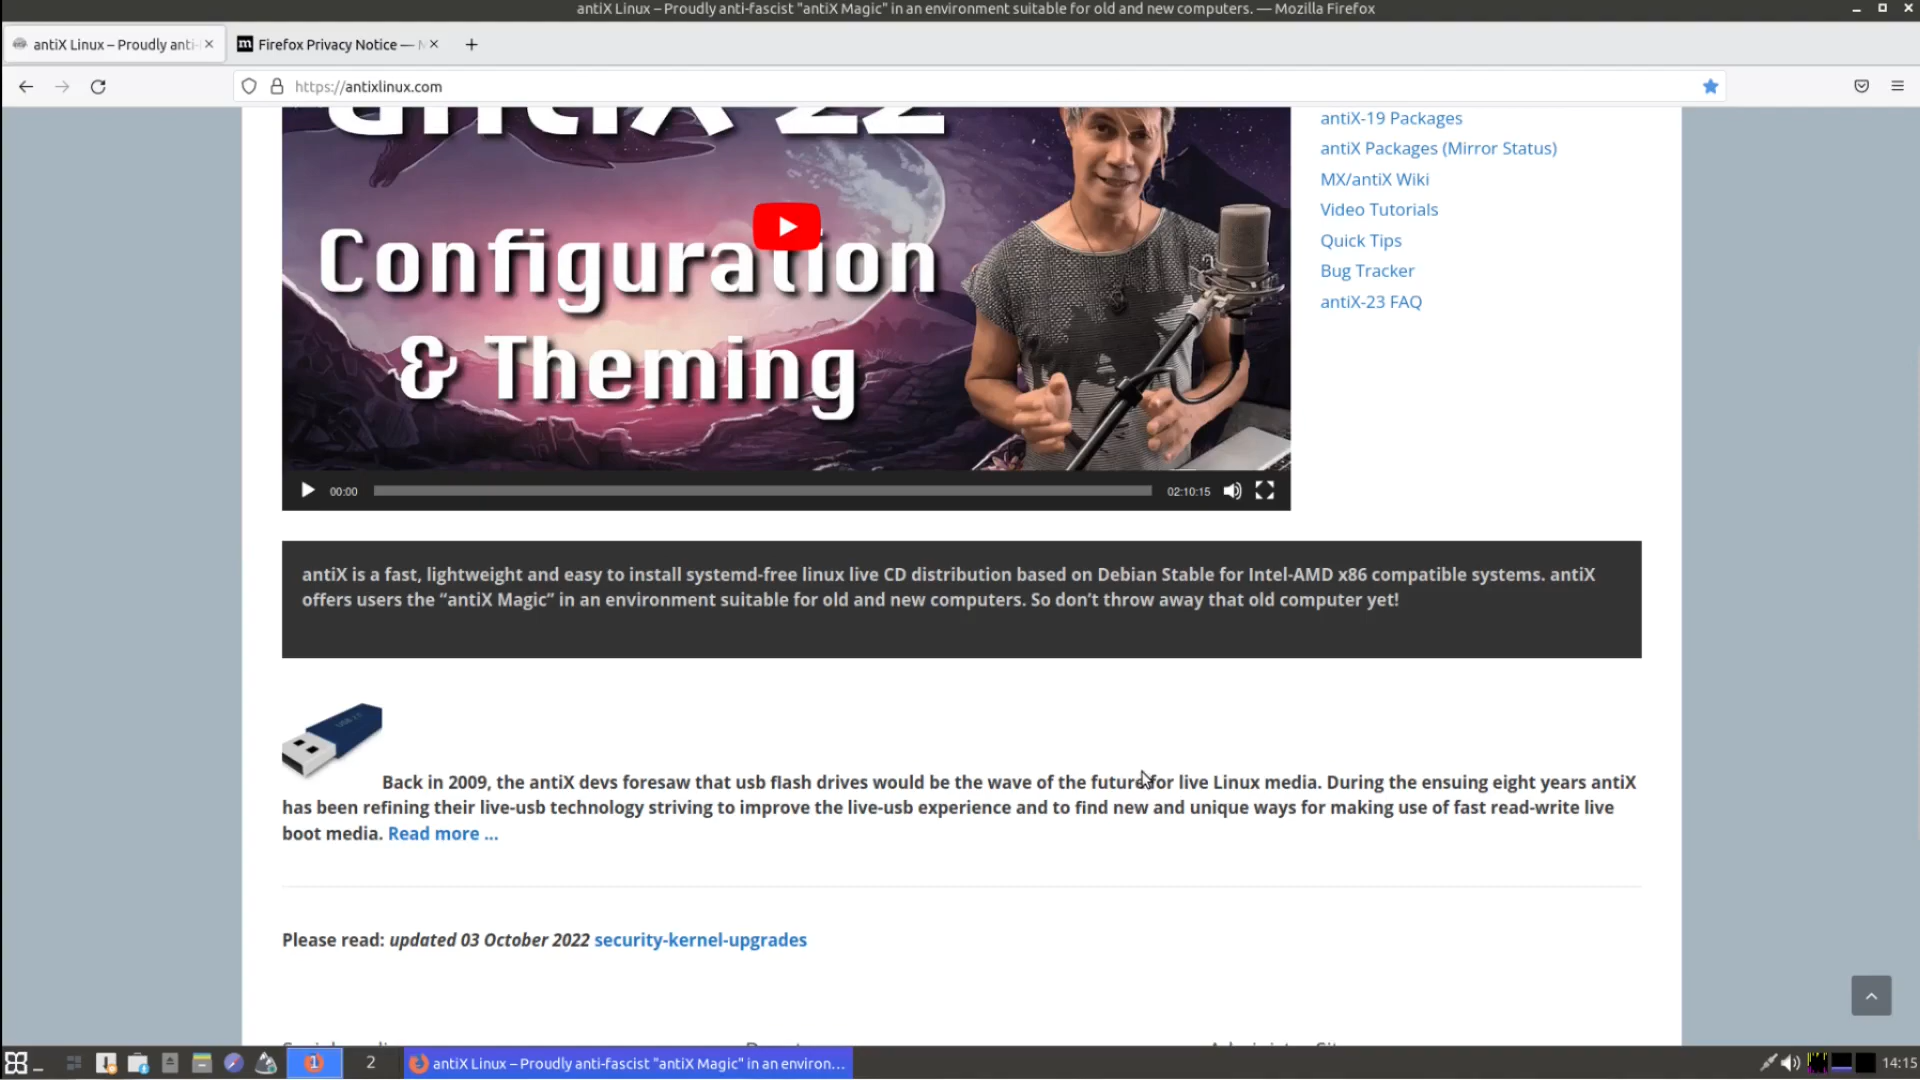 antiX Linux – Proudly anti-fascist "antiX Magic" in an environment suitable for old and new computers. — Mozilla Firefox
antiX Linux – Proudly anti-
Firefox Privacy Notice —
https://antixlinux.com
antiX 22
Configuration
& Theming
00:00
02:10:15
antiX-19 Packages
antiX Packages (Mirror Status)
MX/antiX Wiki
Video Tutorials
Quick Tips
Bug Tracker
antiX-23 FAQ
antiX is a fast, lightweight and easy to install systemd-free linux live CD distribution based on Debian Stable for Intel-AMD x86 compatible systems. antiX
offers users the “antiX Magic” in an environment suitable for old and new computers. So don’t throw away that old computer yet!
Back in 2009, the antiX devs foresaw that usb flash drives would be the wave of the future for live Linux media. During the ensuing eight years antiX
has been refining their live-usb technology striving to improve the live-usb experience and to find new and unique ways for making use of fast read-write live
boot media. Read more ...
Please read: updated 03 October 2022 security-kernel-upgrades
1
2
antiX Linux – Proudly anti-fascist "antiX Magic" in an environ...
14:15